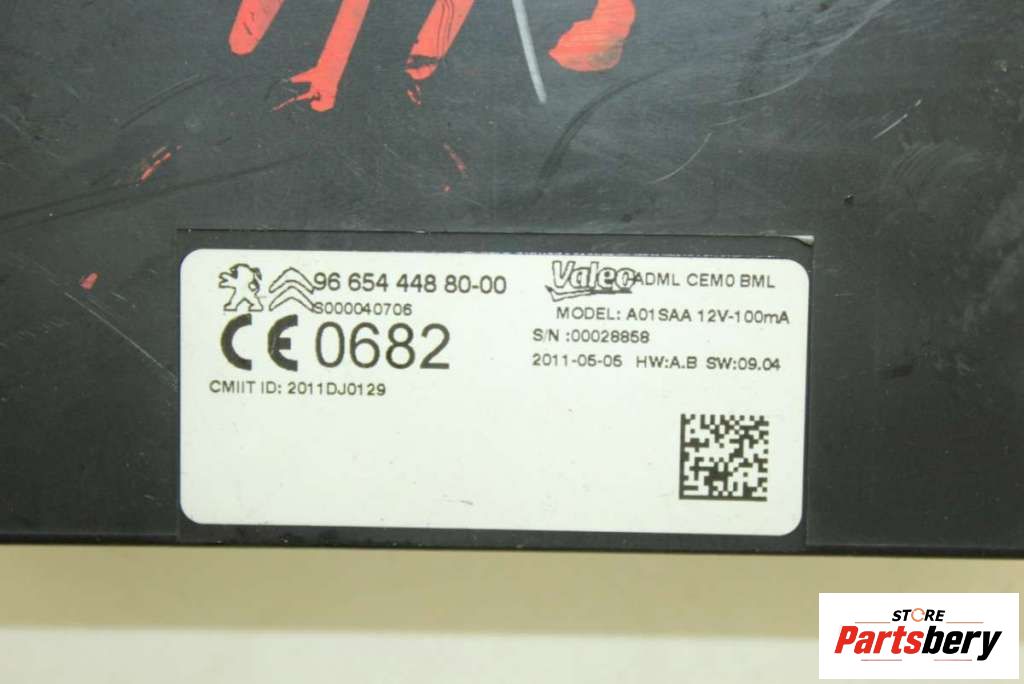 96 654 448 80-00
S000040706
CE 0682
CMIIT ID: 2011DJ0129
Valeo ADML CEM0 BML
MODEL: A01SAA 12V-100mA
S/N :00028858
2011-05-05 HW:A.B SW:09.04
STORE
Partsbery